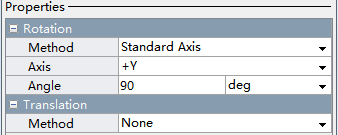 Properties
Rotation
Method Standard Axis
Axis +Y
Angle 90 deg
Translation
Method None